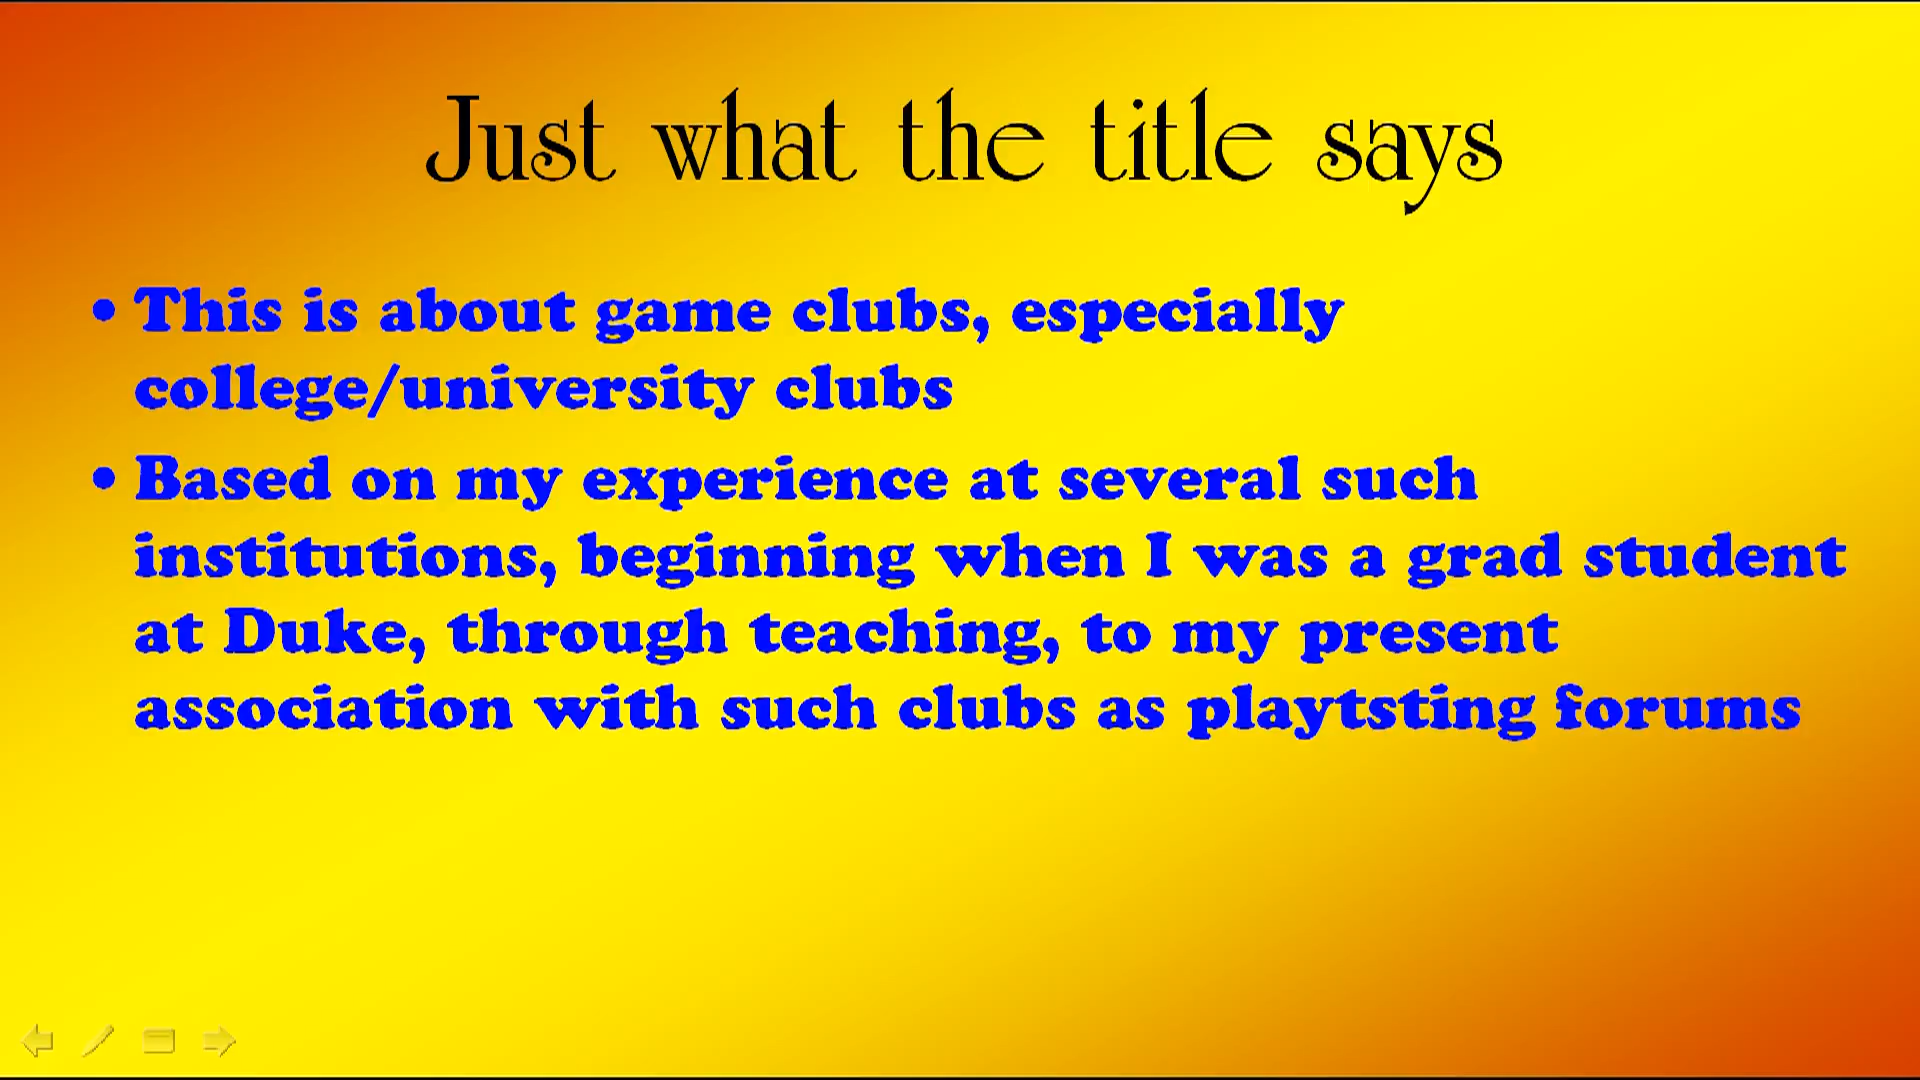 Just what the title says
• This is about game clubs, especially
college/university clubs
• Based on my experience at several such
institutions, beginning when I was a grad student
at Duke, through teaching, to my present
association with such clubs as playtsting forums